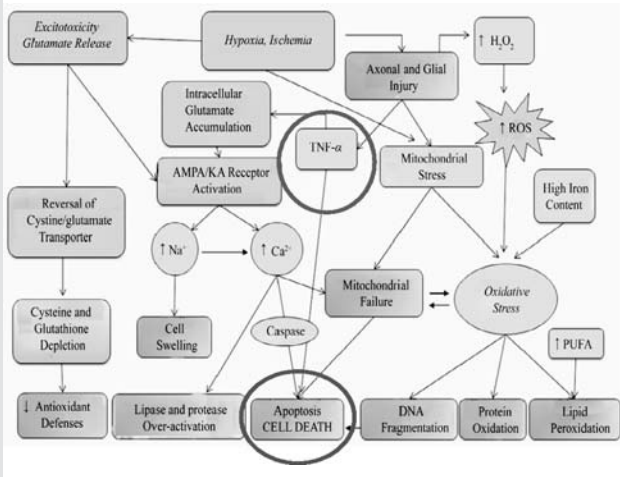 Excitotoxicity
Glutamate Release
Hypoxia, Ischemia
↑ H₂O₂
Axonal and Glial
Injury
Intracellular
Glutamate
Accumulation
TNF-α
↑ ROS
Mitochondrial
Stress
AMPA/KA Receptor
Activation
High Iron
Content
Reversal of
Cystine/glutamate
Transporter
↑ Na⁺
↑ Ca²⁺
Mitochondrial
Failure
Oxidative
Stress
Cysteine and
Glutathione
Depletion
Cell
Swelling
Caspase
↑ PUFA
↓ Antioxidant
Defenses
Lipase and protease
Over-activation
Apoptosis
CELL DEATH
DNA
Fragmentation
Protein
Oxidation
Lipid
Peroxidation